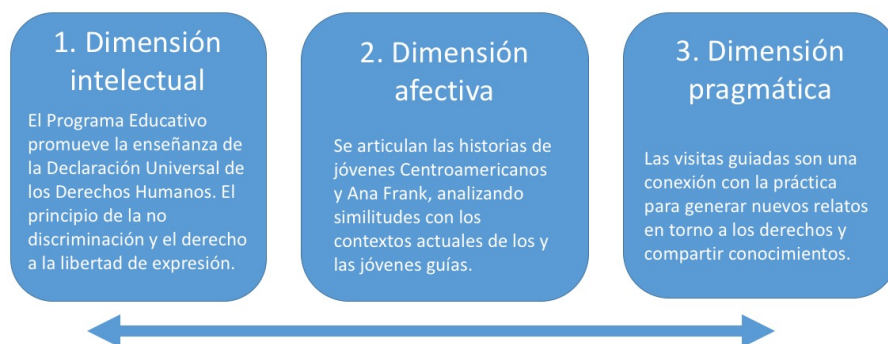 1. Dimensión
intelectual
El Programa Educativo
promueve la enseñanza de
la Declaración Universal de
los Derechos Humanos. El
principio de la no
discriminación y el derecho
a la libertad de expresión.
2. Dimensión
afectiva
Se articulan las historias de
jóvenes Centroamericanos
y Ana Frank, analizando
similitudes con los
contextos actuales de los y
las jóvenes guías.
3. Dimensión
pragmática
Las visitas guiadas son una
conexión con la práctica
para generar nuevos relatos
en torno a los derechos y
compartir conocimientos.